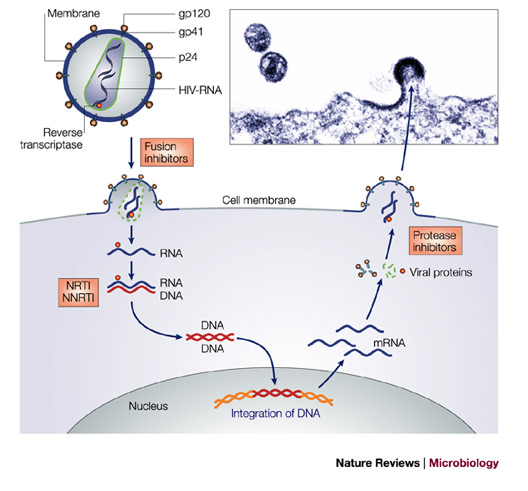 Membrane
gp120
gp41
p24
HIV-RNA
Reverse
transcriptase
Fusion
inhibitors
Cell membrane
Protease
inhibitors
RNA
Viral proteins
NRTI
NNRTI
RNA
DNA
DNA
DNA
mRNA
Nucleus
Integration of DNA
Nature Reviews | Microbiology